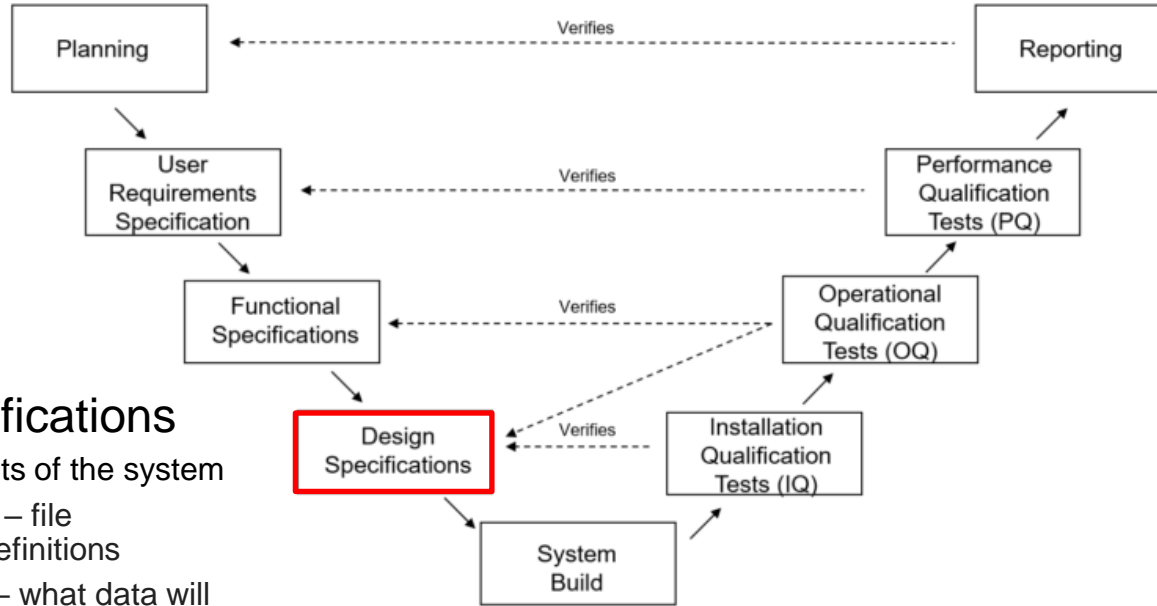 Planning
Verifies
Reporting
User
Requirements
Specification
Verifies
Performance
Qualification
Tests (PQ)
Functional
Specifications
Verifies
Operational
Qualification
Tests (OQ)
Design
Specifications
Verifies
Installation
Qualification
Tests (IQ)
System
Build
ifications
ts of the system
– file
efinitions
– what data will